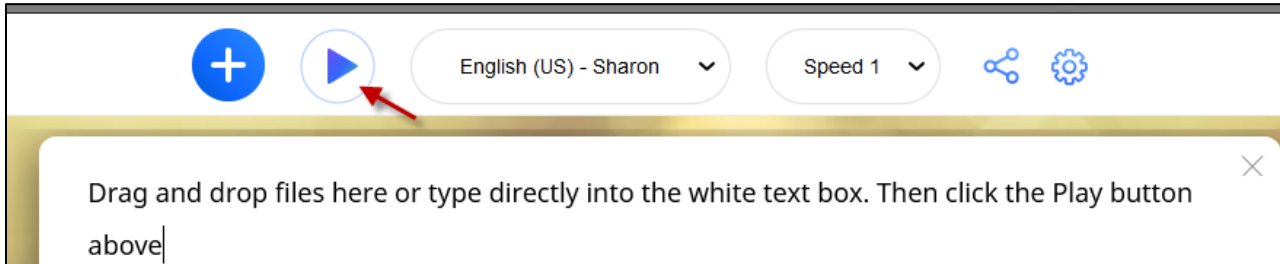 English (US) - Sharon
Speed 1
Drag and drop files here or type directly into the white text box. Then click the Play button
above